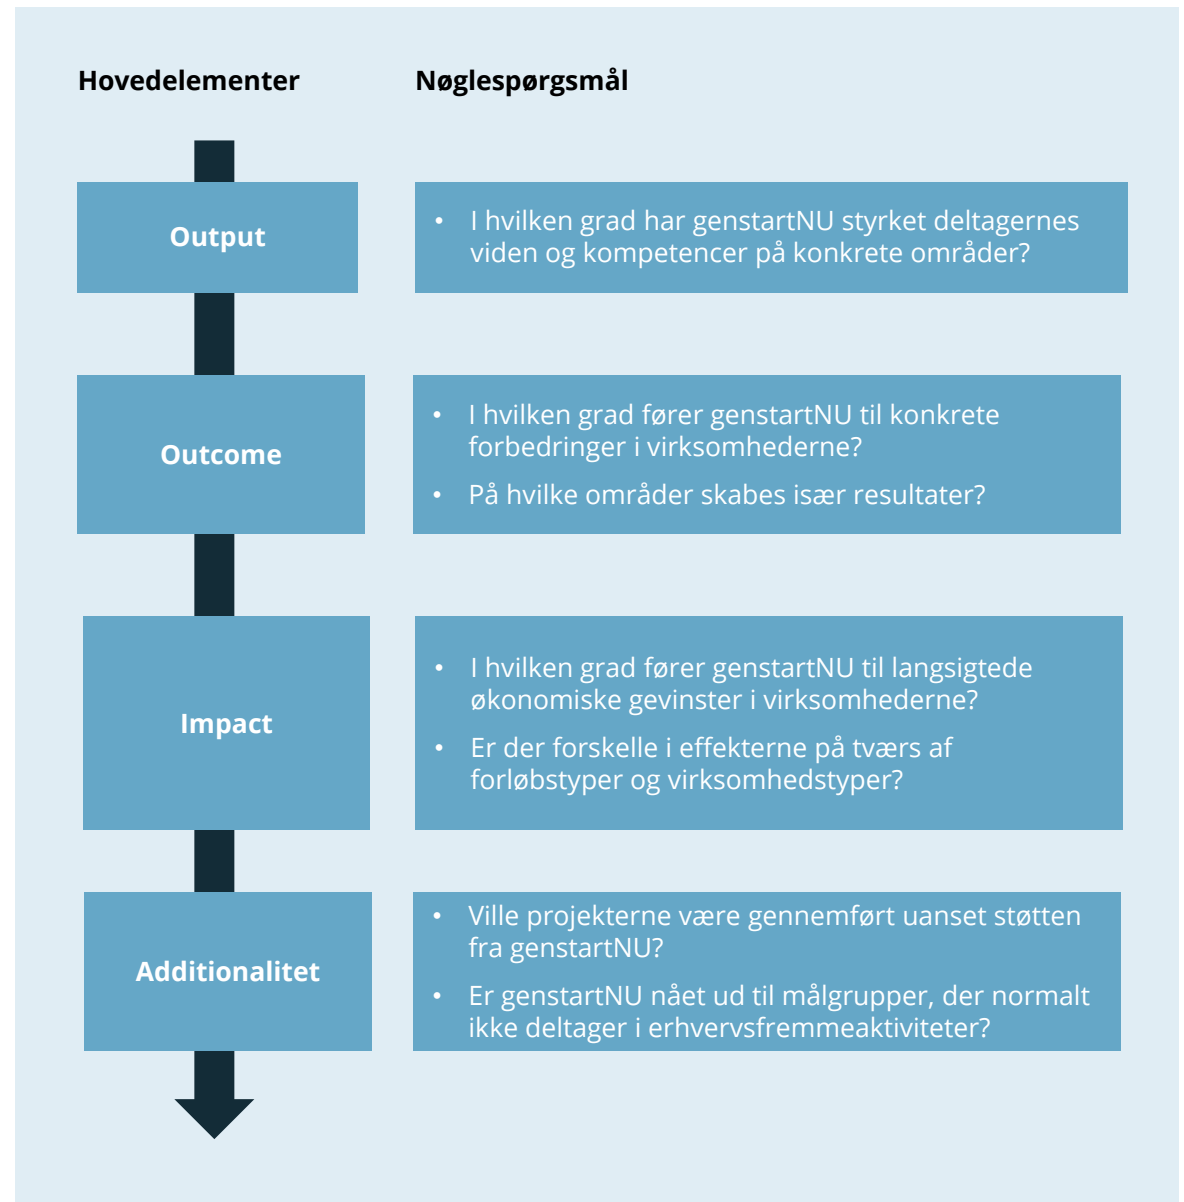 Hovedelementer
Nøglespørgsmål
Output
• I hvilken grad har genstartNU styrket deltagernes
viden og kompetencer på konkrete områder?
Outcome
• I hvilken grad fører genstartNU til konkrete
forbedringer i virksomhederne?
• På hvilke områder skabes især resultater?
Impact
• I hvilken grad fører genstartNU til langsigtede
økonomiske gevinster i virksomhederne?
• Er der forskelle i effekterne på tværs af
forløbstyper og virksomhedstyper?
Additionalitet
• Ville projekterne være gennemført uanset støtten
fra genstartNU?
• Er genstartNU nået ud til målgrupper, der normalt
ikke deltager i erhvervsfremmeaktiviteter?